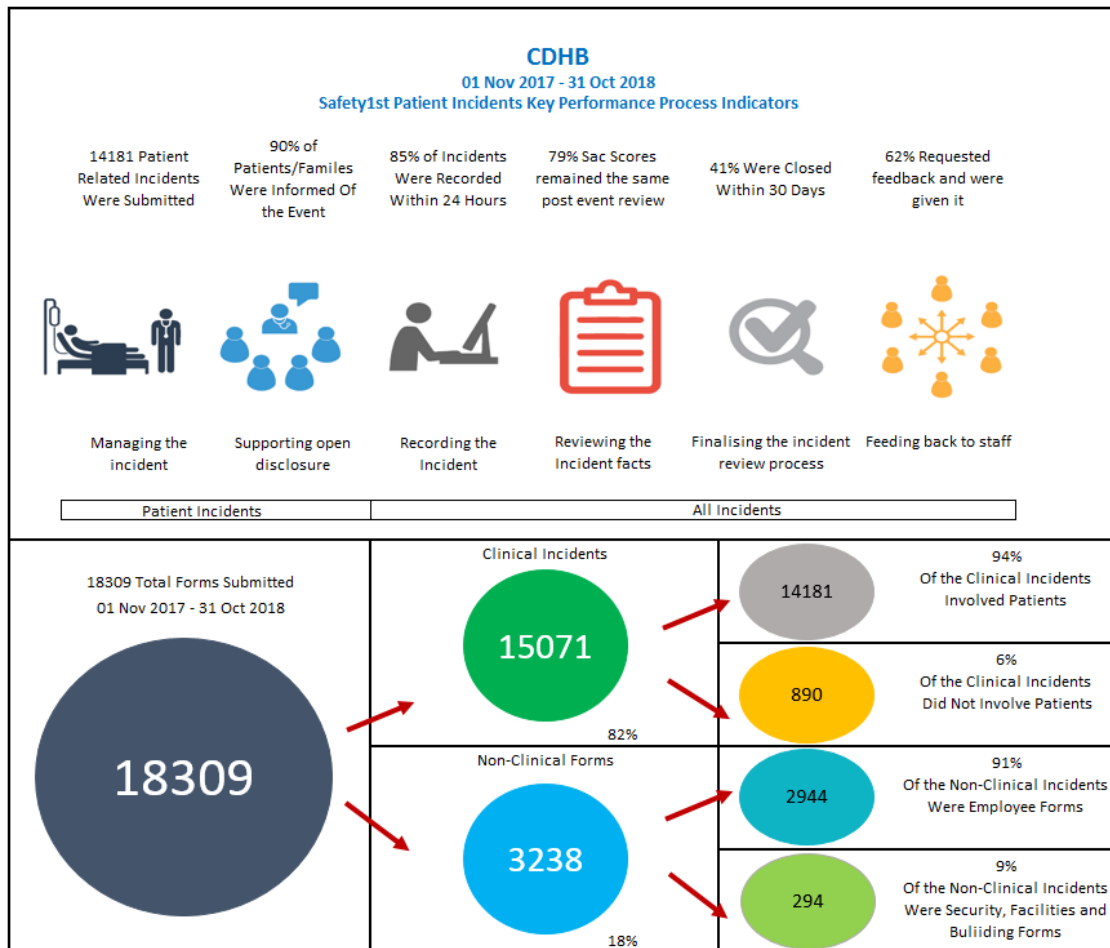 CDHB
01 Nov 2017 - 31 Oct 2018
Safety1st Patient Incidents Key Performance Process Indicators
14181 Patient
Related Incidents
Were Submitted
90% of
Patients/Familes
Were Informed Of
the Event
85% of Incidents
Were Recorded
Within 24 Hours
79% Sac Scores
remained the same
post event review
41% Were Closed
Within 30 Days
62% Requested
feedback and were
given it
Managing the
incident
Supporting open
disclosure
Recording the
Incident
Reviewing the
Incident facts
Finalising the incident
review process
Feeding back to staff
Patient Incidents
All Incidents
18309 Total Forms Submitted
01 Nov 2017 - 31 Oct 2018
18309
Clinical Incidents
15071
82%
Non-Clinical Forms
3238
18%
14181
94%
Of the Clinical Incidents
Involved Patients
890
6%
Of the Clinical Incidents
Did Not Involve Patients
2944
91%
Of the Non-Clinical Incidents
Were Employee Forms
294
9%
Of the Non-Clinical Incidents
Were Security, Facilities and
Buliiding Forms